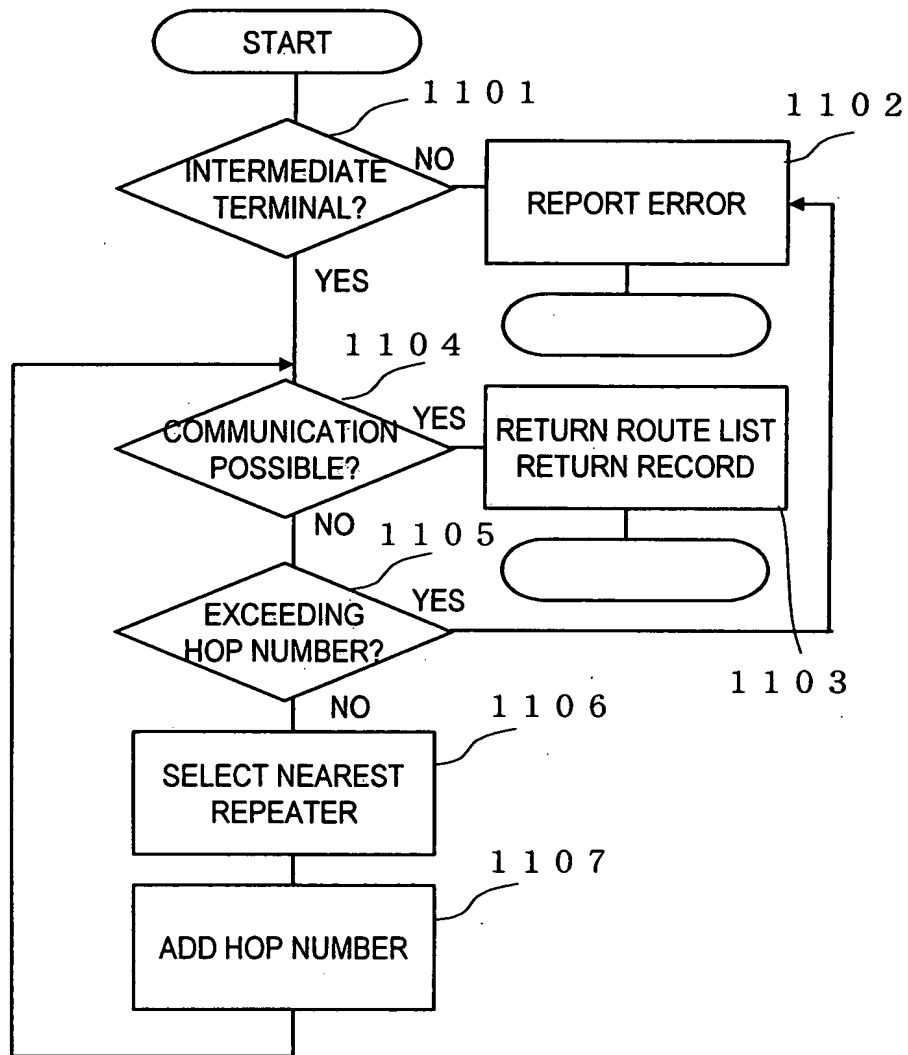 START
1101
1102
INTERMEDIATE
TERMINAL?
NO
REPORT ERROR
YES
1104
COMMUNICATION
POSSIBLE?
YES
RETURN ROUTE LIST
RETURN RECORD
NO
1105
EXCEEDING
HOP NUMBER?
YES
1103
NO
1106
SELECT NEAREST
REPEATER
1107
ADD HOP NUMBER